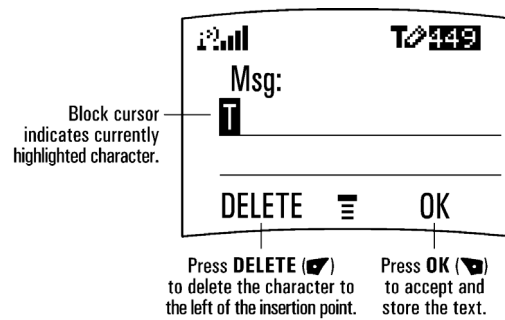 T 449
Msg:
T
Block cursor
indicates currently
highlighted character.
DELETE OK
Press DELETE ( )
to delete the character to
the left of the insertion point.
Press OK ( )
to accept and
store the text.